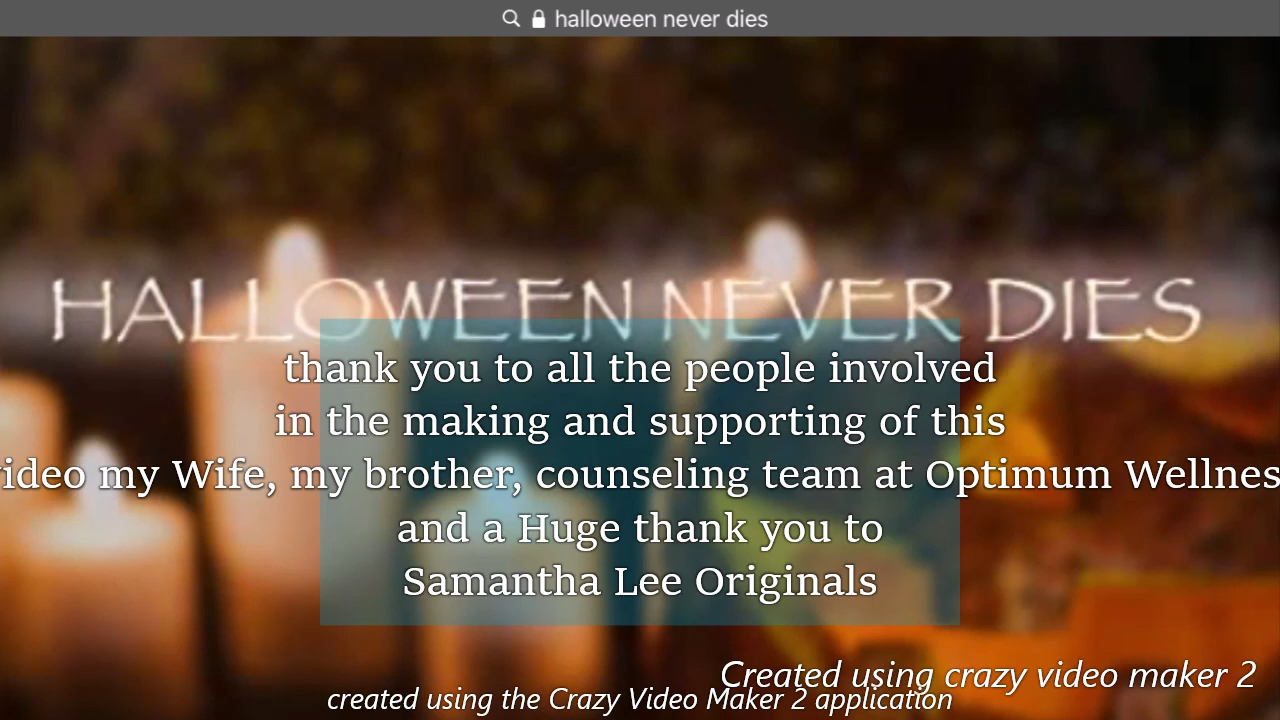 halloween never dies
HALLOWEEN NEVER DIES
thank you to all the people involved
in the making and supporting of this
ideo my Wife, my brother, counseling team at Optimum Wellnes
and a Huge thank you to
Samantha Lee Originals
Created using crazy video maker 2
created using the Crazy Video Maker 2 application